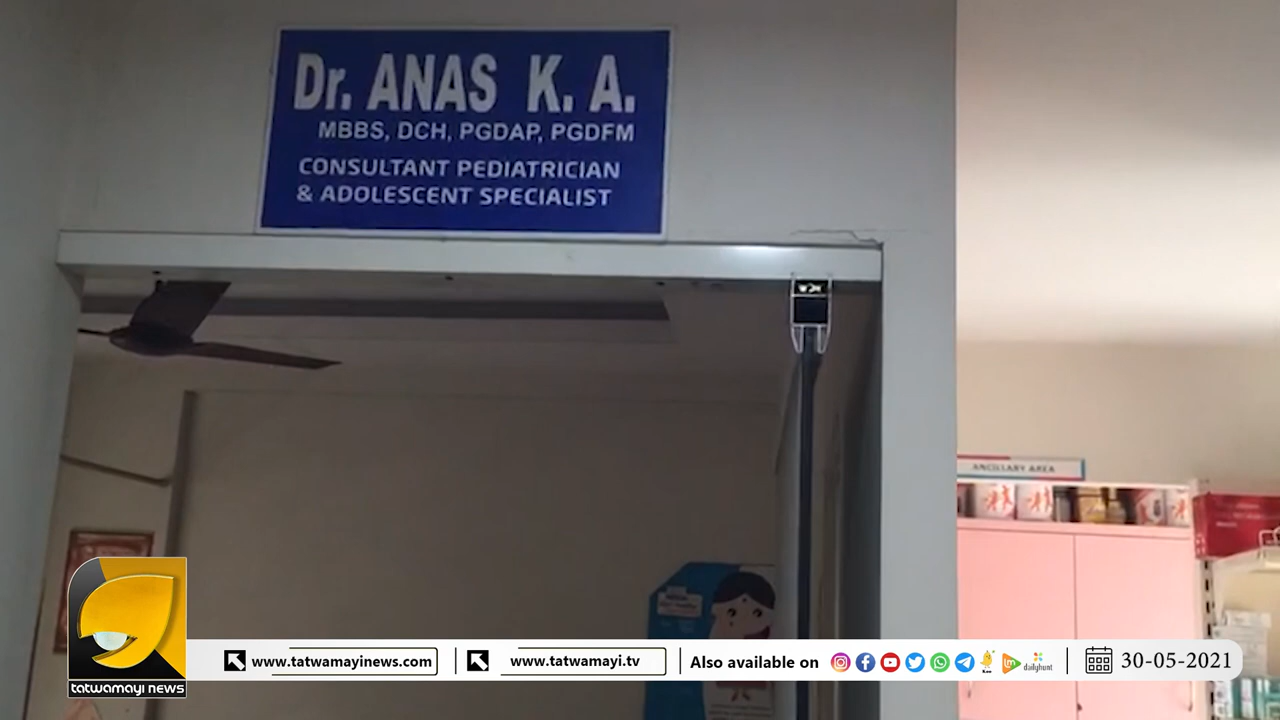 Dr. ANAS K. A.
MBBS, DCH, PGDAP, PGDFM
CONSULTANT PEDIATRICIAN
& ADOLESCENT SPECIALIST
ANCILLARY AREA
tatwamayi news
www.tatwamayinews.com
www.tatwamayi.tv
Also available on
dailyhunt
30-05-2021